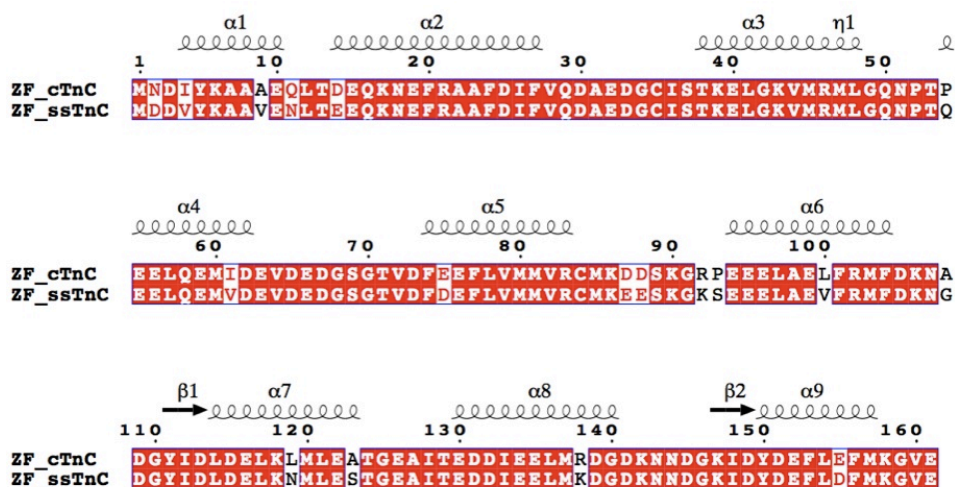 α1 α2 α3 η1
1 10 20 30 40 50
ZF_cTnC MNDIYKAAAEQLTDEQKNEFRAAFDIFVQDAEDGCISTKELGKVMRMLGQNPTP
ZF_ssTnC MDDVYKAAVENLTEEQKNEFRAAFDIFVQDAEDGCISTKELGKVMRMLGQNPTQ
α4 α5 α6
60 70 80 90 100
ZF_cTnC EELQEMIDEVDEDGSGTVDFEEFLVMMVRCMKDDSKGRPEEELAELFRMFDKNA
ZF_ssTnC EELQEMVDEVDEDGSGTVDFDEFLVMMVRCMKEESKGKSEEELAEVFRMFDKNG
β1 α7 α8 β2 α9
110 120 130 140 150 160
ZF_cTnC DGYIDLDELKLMLEATGEAITEDDIEELMRDGDKNNDGKIDYDEFLEFMKGVE
ZF_ssTnC DGYIDLDELKNMLESTGEAITEDDIEELMKDGDKNNDGKIDYDEFLDFMKGVE